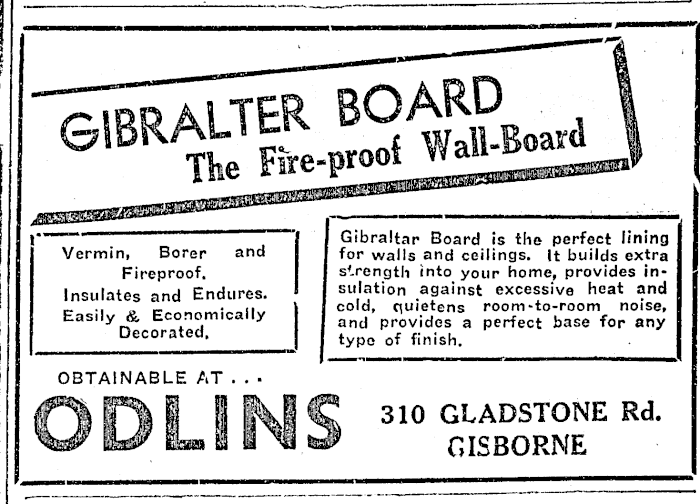 GIBRALTER BOARD
The Fire-proof Wall-Board
Vermin, Borer and
Fireproof.
Insulates and Endures.
Easily & Economically
Decorated.
Gibraltar Board is the perfect lining
for walls and ceilings. It builds extra
strength into your home, provides in-
sulation against excessive heat and
cold, quietens room-to-room noise,
and provides a perfect base for any
type of finish.
OBTAINABLE AT ...
ODLINS
310 GLADSTONE Rd.
GISBORNE